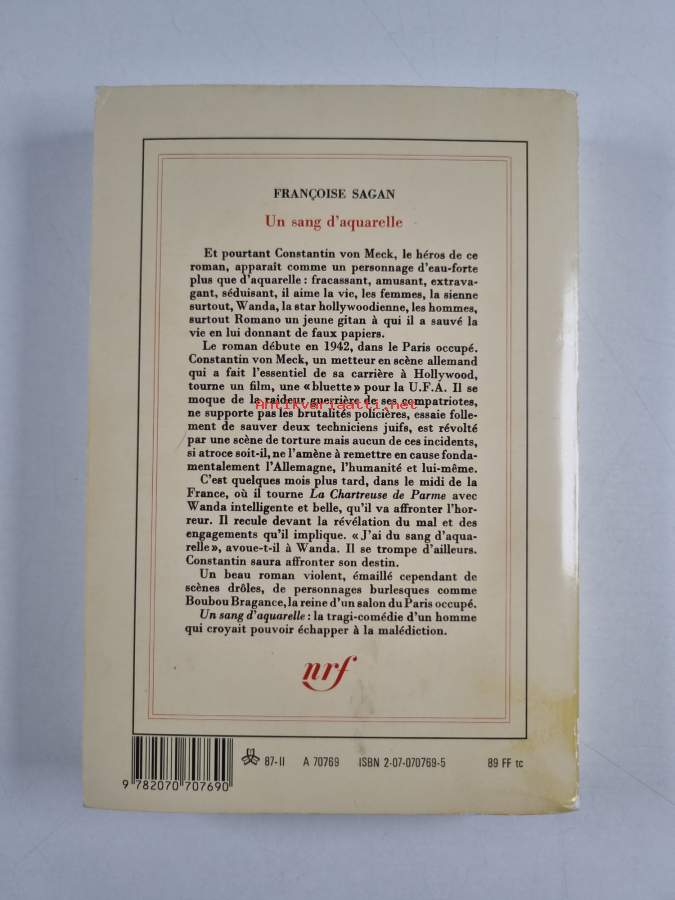 FRANÇOISE SAGAN
Un sang d'aquarelle
Et pourtant Constantin von Meck, le héros de ce
roman, apparaît comme un personnage d'eau-forte
plus que d'aquarelle : fracassant, amusant, extrava-
gant, séduisant, il aime la vie, les femmes, la sienne
surtout, Wanda, la star hollywoodienne, les hommes,
surtout Romano un jeune gitan à qui il a sauvé la
vie en lui donnant de faux papiers.
Le roman débute en 1942, dans le Paris occupé.
Constantin von Meck, un metteur en scène allemand
qui a fait l'essentiel de sa carrière à Hollywood,
tourne un film, une «bluette» pour la U.F.A. Il se
moque de la raideur guerrière de ses compatriotes,
Antikvariaatti.net
ne supporte pas les brutalités policières, essaie folle-
ment de sauver deux techniciens juifs, est révolté
par une scène de torture mais aucun de ces incidents,
si atroce soit-il, ne l'amène à remettre en cause fonda-
mentalement l'Allemagne, l'humanité et lui-même.
C'est quelques mois plus tard, dans le midi de la
France, où il tourne La Chartreuse de Parme avec
Wanda intelligente et belle, qu'il va affronter l'hor-
reur. Il recule devant la révélation du mal et des
engagements qu'il implique. « J'ai du sang d'aqua-
relle», avoue-t-il à Wanda. Il se trompe d'ailleurs.
Constantin saura affronter son destin.
Un beau roman violent, émaillé cependant de
scènes drôles, de personnages burlesques comme
Boubou Bragance, la reine d'un salon du Paris occupé.
Un sang d'aquarelle : la tragi-comédie d'un homme
qui croyait pouvoir échapper à la malédiction.
nrf
87-II A 70769 ISBN 2-07-070769-5 89 FF tc
9 782070 707690